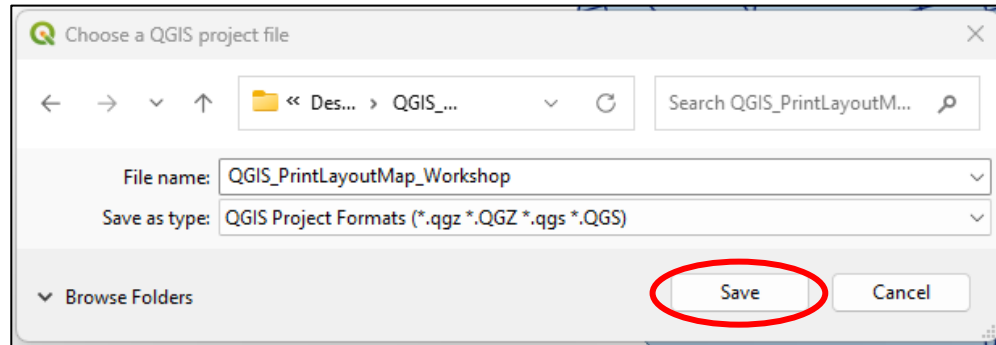 Choose a QGIS project file
« Des... › QGIS_... Search QGIS_PrintLayoutM...
File name: QGIS_PrintLayoutMap_Workshop
Save as type: QGIS Project Formats (*.qgz *.QGZ *.qgs *.QGS)
Browse Folders Save Cancel